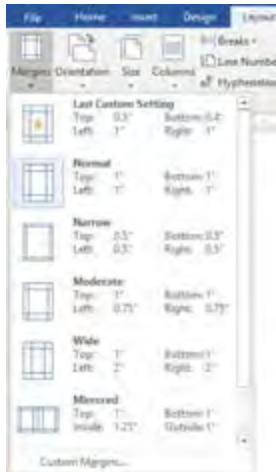 File Home Insert Design Layout
Breaks
Line Number
Hyphenation
Margins Orientation Size Columns
Last Custom Setting
Top: 0.3" Bottom: 0.4"
Left: 1" Right: 1"
Normal
Top: 1" Bottom: 1"
Left: 1" Right: 1"
Narrow
Top: 0.5" Bottom: 0.5"
Left: 0.5" Right: 0.5"
Moderate
Top: 1" Bottom: 1"
Left: 0.75" Right: 0.75"
Wide
Top: 1" Bottom: 1"
Left: 2" Right: 2"
Mirrored
Top: 1" Bottom: 1"
Inside: 1.25" Outside: 1"
Custom Margins...